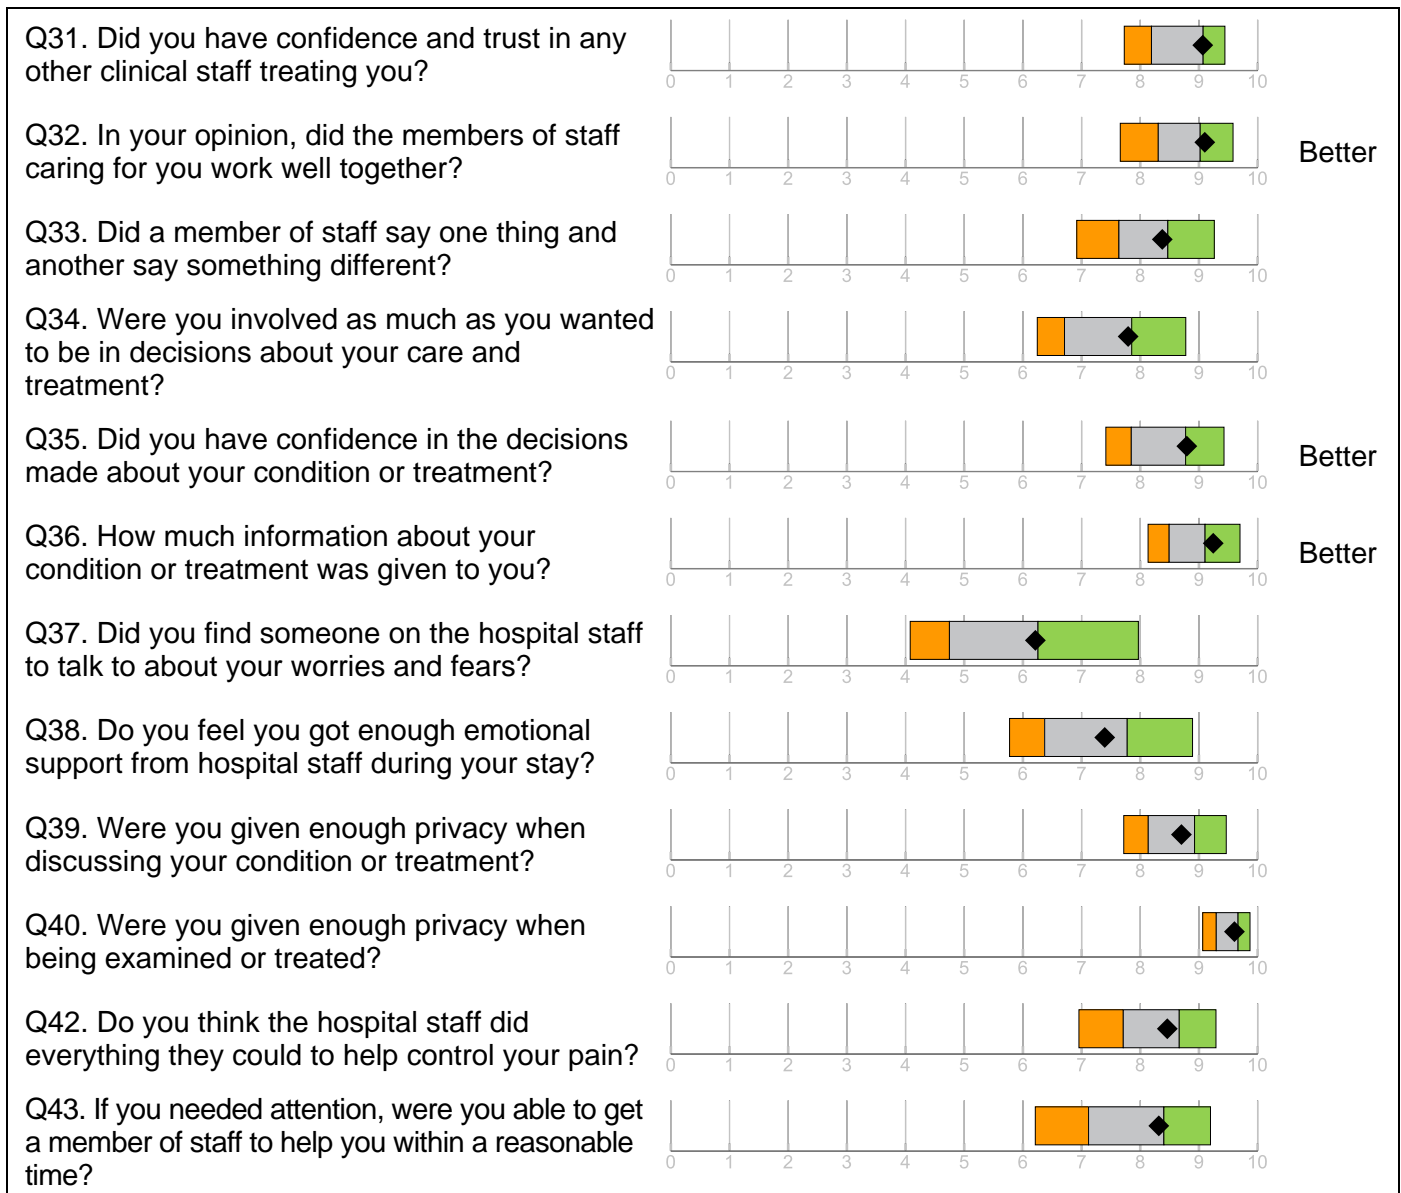 Q31. Did you have confidence and trust in any
other clinical staff treating you?
0 1 2 3 4 5 6 7 8 9 10
Q32. In your opinion, did the members of staff
caring for you work well together?
Better
0 1 2 3 4 5 6 7 8 9 10
Q33. Did a member of staff say one thing and
another say something different?
0 1 2 3 4 5 6 7 8 9 10
Q34. Were you involved as much as you wanted
to be in decisions about your care and
treatment?
0 1 2 3 4 5 6 7 8 9 10
Q35. Did you have confidence in the decisions
made about your condition or treatment?
Better
0 1 2 3 4 5 6 7 8 9 10
Q36. How much information about your
condition or treatment was given to you?
Better
0 1 2 3 4 5 6 7 8 9 10
Q37. Did you find someone on the hospital staff
to talk to about your worries and fears?
0 1 2 3 4 5 6 7 8 9 10
Q38. Do you feel you got enough emotional
support from hospital staff during your stay?
0 1 2 3 4 5 6 7 8 9 10
Q39. Were you given enough privacy when
discussing your condition or treatment?
0 1 2 3 4 5 6 7 8 9 10
Q40. Were you given enough privacy when
being examined or treated?
0 1 2 3 4 5 6 7 8 9 10
Q42. Do you think the hospital staff did
everything they could to help control your pain?
0 1 2 3 4 5 6 7 8 9 10
Q43. If you needed attention, were you able to get
a member of staff to help you within a reasonable
time?
0 1 2 3 4 5 6 7 8 9 10